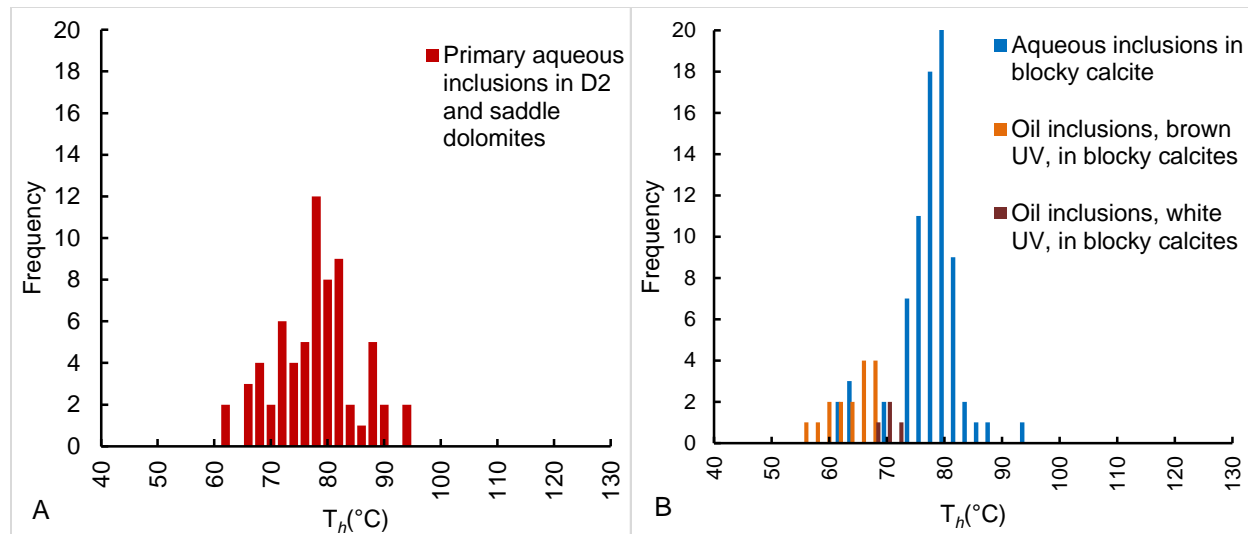 20
18
16
14
12
10
8
6
4
2
0
Frequency
40
50
60
70
80
90
100
110
120
130
T_h(°C)
A
Primary aqueous
inclusions in D2
and saddle
dolomites
20
18
16
14
12
10
8
6
4
2
0
Frequency
40
50
60
70
80
90
100
110
120
130
T_h(°C)
B
Aqueous inclusions in
blocky calcite
Oil inclusions, brown
UV, in blocky calcites
Oil inclusions, white
UV, in blocky calcites